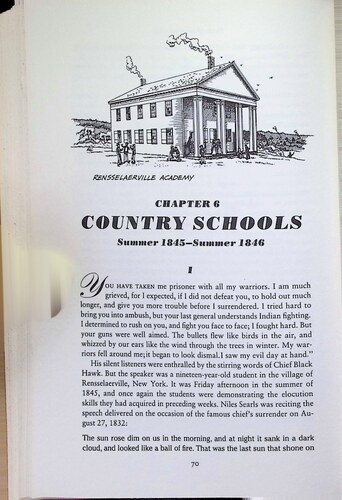 RENSSELAERVILLE ACADEMY
CHAPTER 6
COUNTRY SCHOOLS
Summer 1845–Summer 1846
I
YOU HAVE TAKEN me prisoner with all my warriors. I am much
grieved, for I expected, if I did not defeat you, to hold out much
longer, and give you more trouble before I surrendered. I tried hard to
bring you into ambush, but your last general understands Indian fighting.
I determined to rush on you, and fight you face to face; I fought hard. But
your guns were well aimed. The bullets flew like birds in the air, and
whizzed by our ears like the wind through the trees in winter. My war-
riors fell around me; it began to look dismal. I saw my evil day at hand."
His silent listeners were enthralled by the stirring words of Chief Black
Hawk. But the speaker was a nineteen-year-old student in the village of
Rensselaerville, New York. It was Friday afternoon in the summer of
1845, and once again the students were demonstrating the elocution
skills they had acquired in preceding weeks. Niles Searls was reciting the
speech delivered on the occasion of the famous chief's surrender on Au-
gust 27, 1832:
The sun rose dim on us in the morning, and at night it sank in a dark
cloud, and looked like a ball of fire. That was the last sun that shone on
70